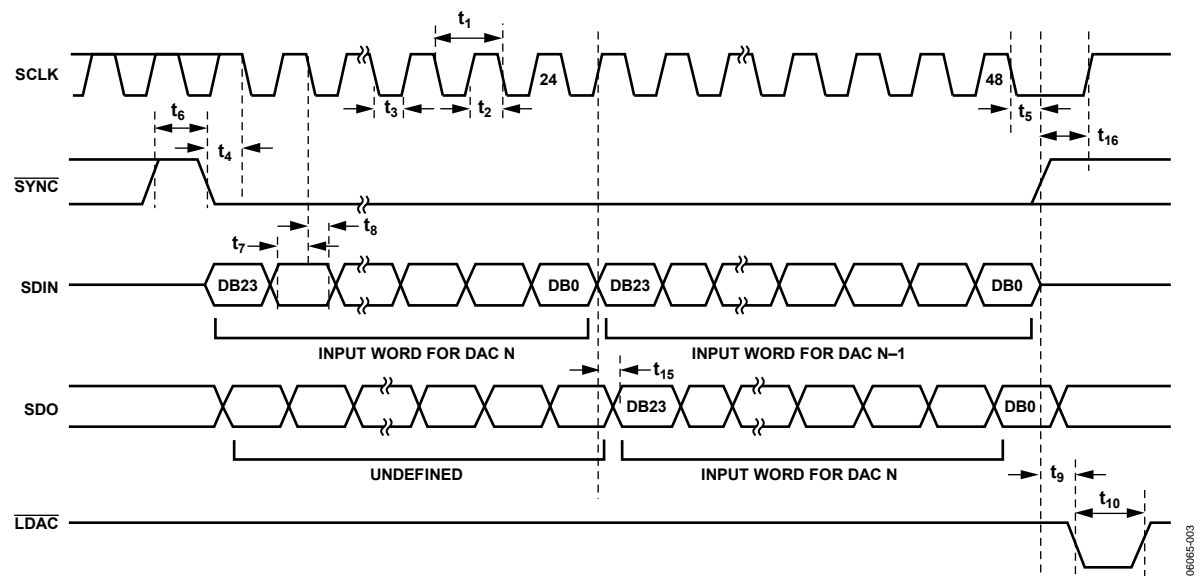 t1
SCLK
24
48
t3
t2
t5
t6
t4
t16
SYNC
t7
t8
SDIN
DB23
DB0
DB23
DB0
INPUT WORD FOR DAC N
INPUT WORD FOR DAC N–1
t15
SDO
DB23
DB0
UNDEFINED
INPUT WORD FOR DAC N
t9
t10
LDAC
06065-003